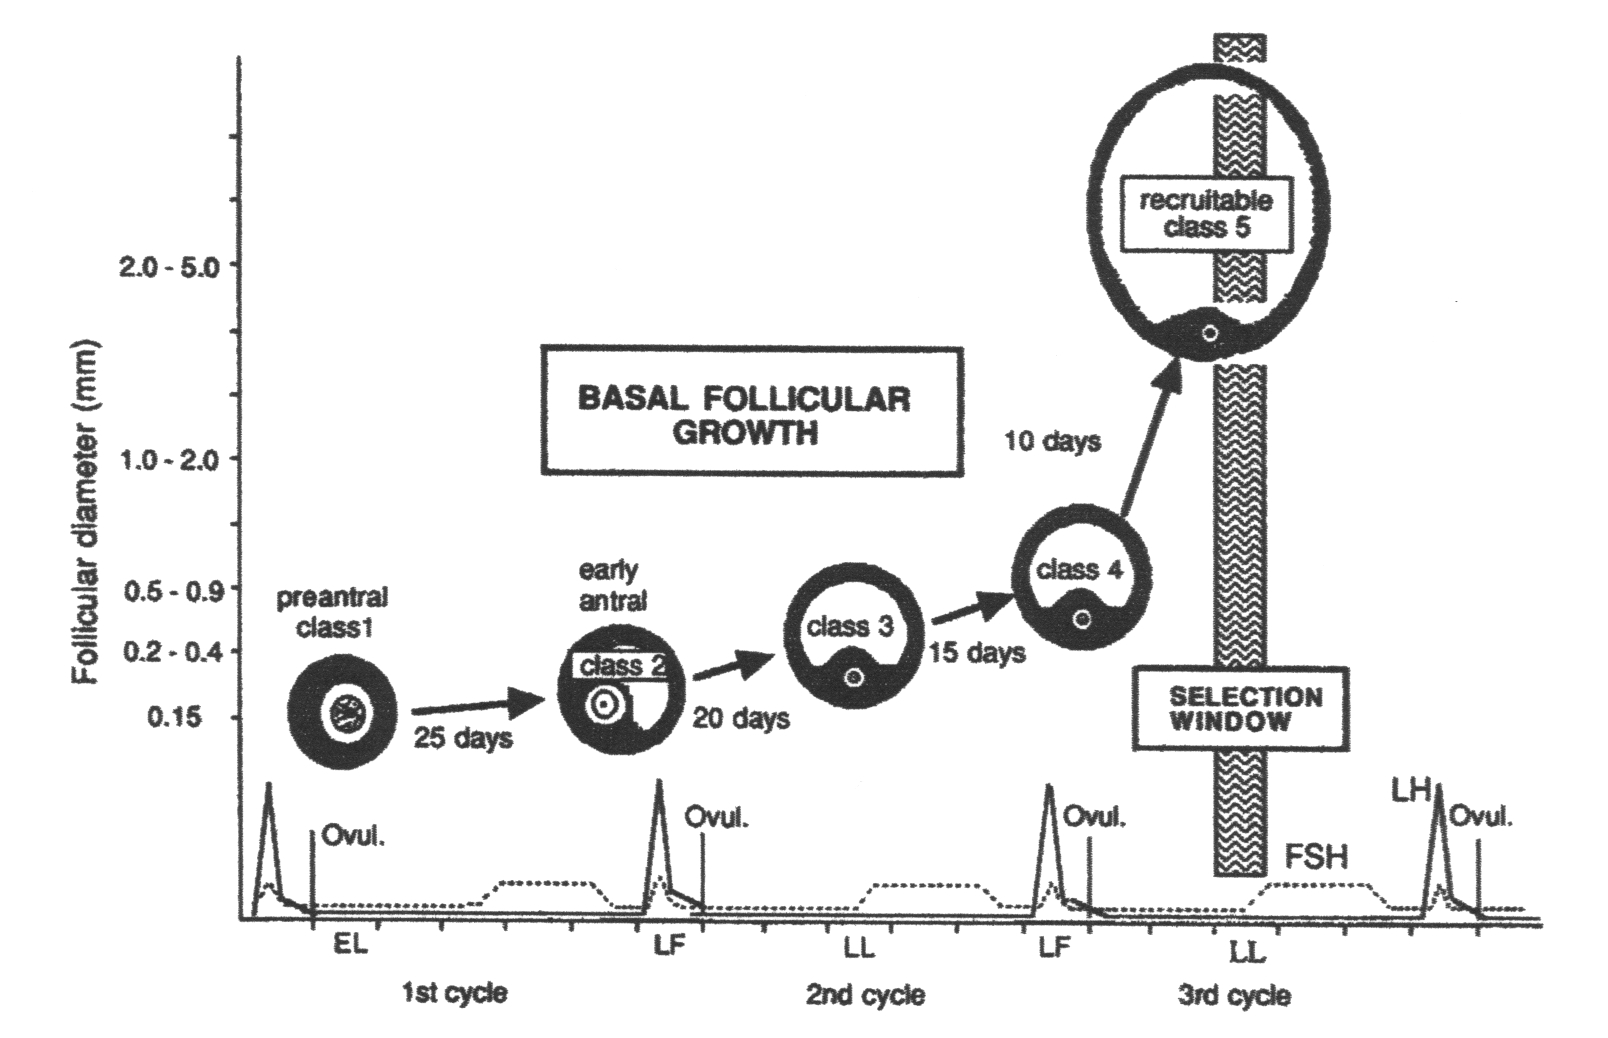 recruitable
class 5
2.0 - 5.0
BASAL FOLLICULAR
GROWTH
10 days
1.0 - 2.0
Follicular diameter (mm)
early
antral
class 4
0.5 - 0.9
preantral
class1
class 3
0.2 - 0.4
class 2
15 days
0.15
25 days
20 days
SELECTION
WINDOW
LH
Ovul.
Ovul.
Ovul.
Ovul.
FSH
EL
LF
LL
LF
LL
1st cycle
2nd cycle
3rd cycle